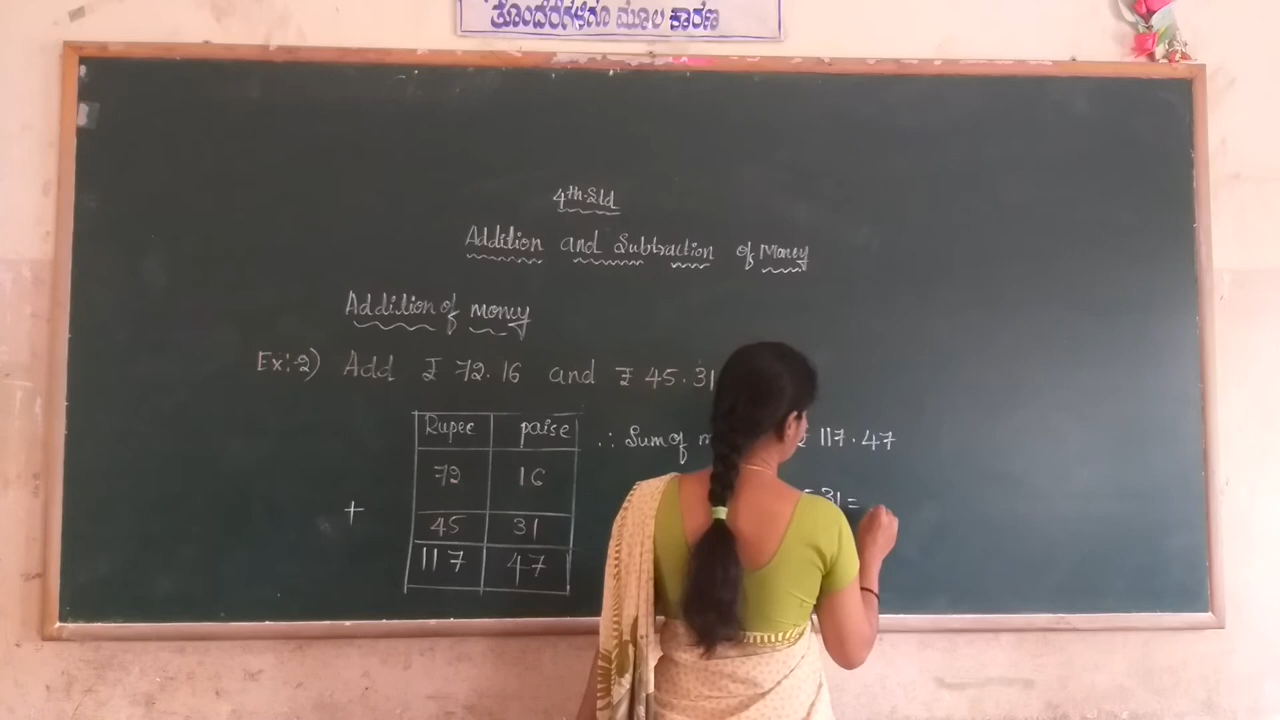 ತೊಂದರೆಗಳಿಗೂ ಮೂಲ ಕಾರಣ
4th Std
Addition and Subtraction of Money
Addition of money
Ex:-2) Add ₹ 72.16 and ₹ 45.31
Rupee paise
∴ Sum of ₹ 117.47
72 16
31 =
+
45 31
117 47